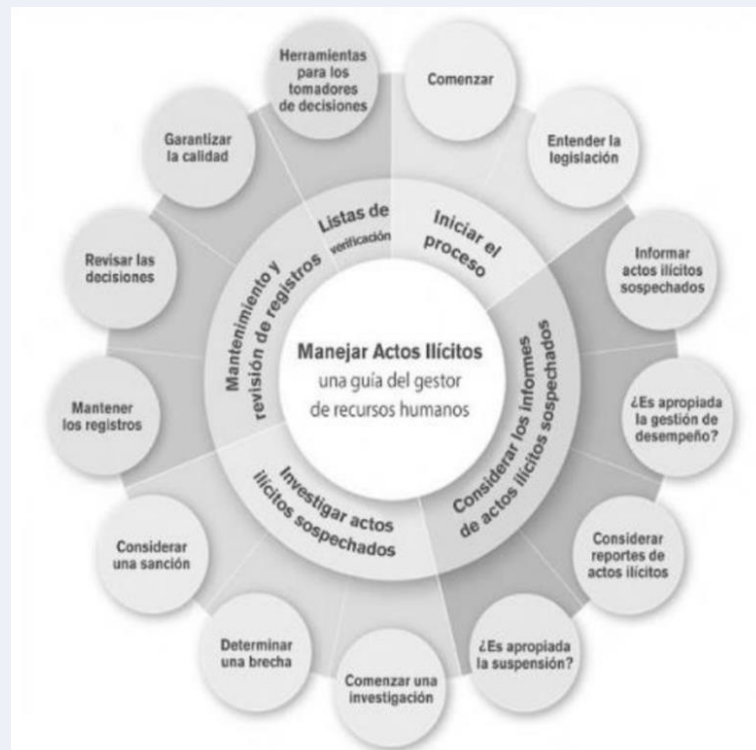 Manejar Actos Ilícitos
una guía del gestor
de recursos humanos
Iniciar el
proceso
Considerar los informes
de actos ilícitos sospechados
Investigar actos
ilícitos sospechados
Mantenimiento y
revisión de registros
Listas de
verificación
Comenzar
Entender la
legislación
Informar
actos ilícitos
sospechados
¿Es apropiada
la gestión de
desempeño?
Considerar
reportes de
actos ilícitos
¿Es apropiada
la suspensión?
Comenzar una
investigación
Determinar
una brecha
Considerar
una sanción
Mantener
los registros
Revisar las
decisiones
Garantizar
la calidad
Herramientas
para los
tomadores
de decisiones